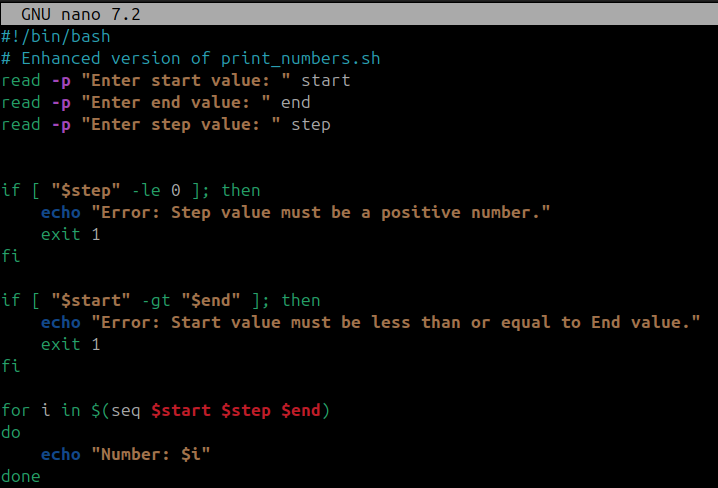 GNU nano 7.2
#!/bin/bash
# Enhanced version of print_numbers.sh
read -p "Enter start value: " start
read -p "Enter end value: " end
read -p "Enter step value: " step
if [ "$step" -le 0 ]; then
    echo "Error: Step value must be a positive number."
    exit 1
fi
if [ "$start" -gt "$end" ]; then
    echo "Error: Start value must be less than or equal to End value."
    exit 1
fi
for i in $(seq $start $step $end)
do
    echo "Number: $i"
done